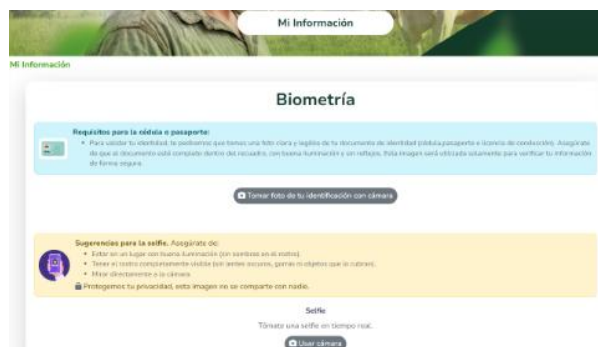 Mi Información
Mi Información
Biometría
Requisitos para la cédula o pasaporte:
Para validar tu identidad, te pediremos que tomes una foto clara y legible de tu documento de identidad (cédula,pasaporte o licencia de conducción). Asegúrate
de que el documento esté completo dentro del recuadro, con buena iluminación y sin reflejos. Esta imagen será utilizada solamente para verificar tu información
de forma segura.
Tomar foto de tu identificación con cámara
Sugerencias para la selfie. Asegúrate de:
Estar en un lugar con buena iluminación (sin sombras en el rostro).
Tener el rostro completamente visible (sin lentes oscuros, gorras ni objetos que lo cubran).
Mirar directamente a la cámara.
Protegemos tu privacidad, esta imagen no se comparte con nadie.
Selfie
Tómate una selfie en tiempo real.
Usar cámara